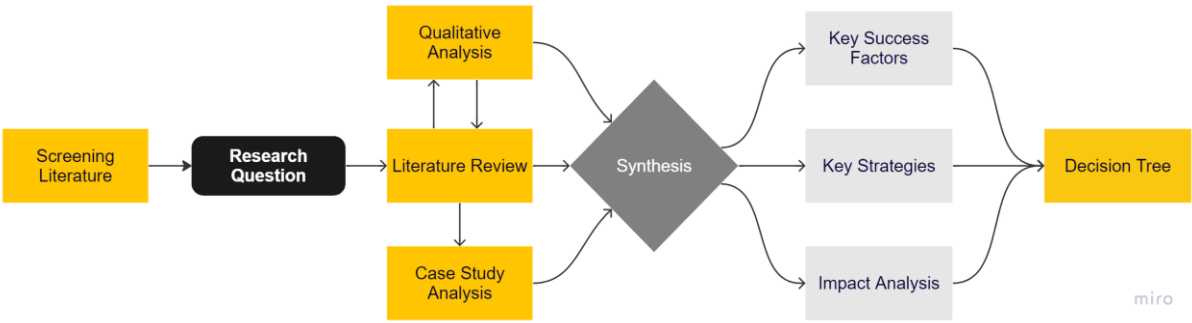 Screening
Literature
Research
Question
Qualitative
Analysis
Literature Review
Case Study
Analysis
Synthesis
Key Success
Factors
Key Strategies
Impact Analysis
Decision Tree
miro